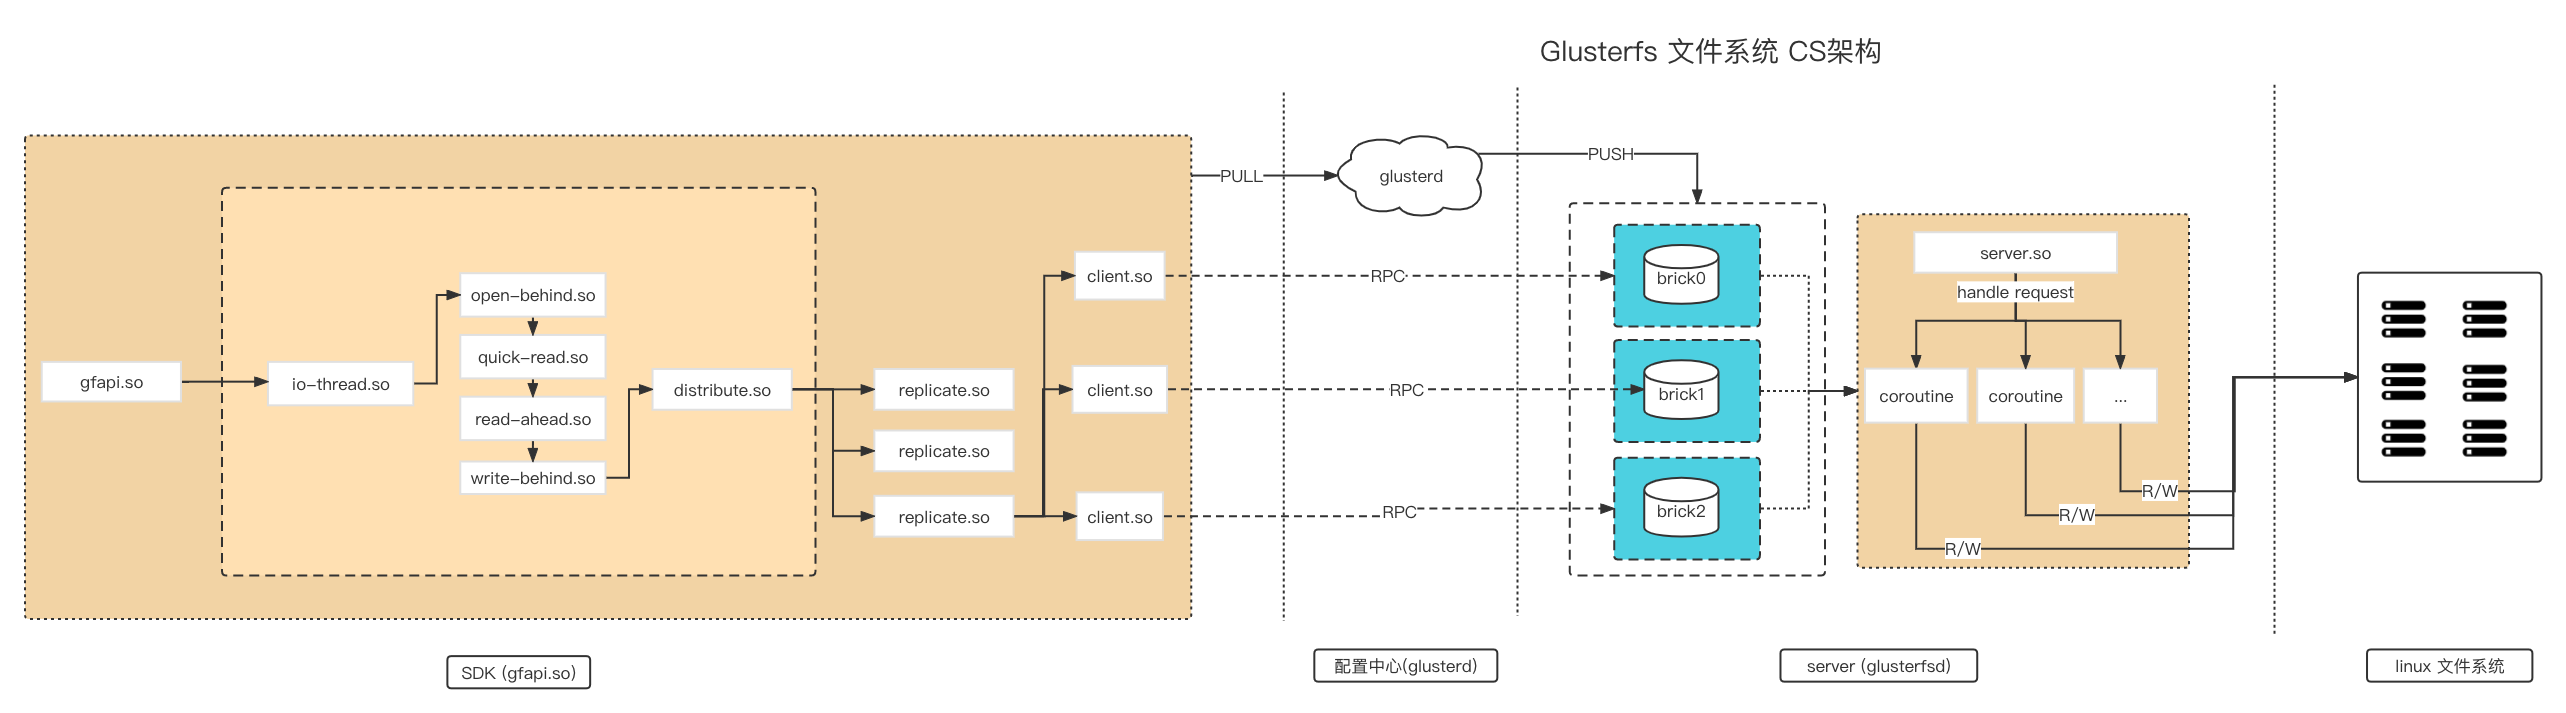 Glusterfs 文件系统 CS架构
gfapi.so
io-thread.so
open-behind.so
quick-read.so
read-ahead.so
write-behind.so
distribute.so
replicate.so
replicate.so
replicate.so
client.so
client.so
client.so
PULL
glusterd
PUSH
RPC
RPC
RPC
brick0
brick1
brick2
server.so
handle request
coroutine
coroutine
...
R/W
R/W
R/W
SDK (gfapi.so)
配置中心(glusterd)
server (glusterfsd)
linux 文件系统